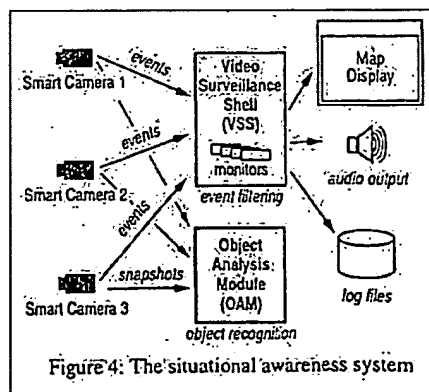 Smart Camera 1
events
Smart Camera 2
events
Smart Camera 3
events
snapshots
Video
Surveillance
Shell
(VSS)
monitors
event filtering
Object
Analysis
Module
(OAM)
object recognition
Map
Display
audio output
log files
Figure 4: The situational awareness system